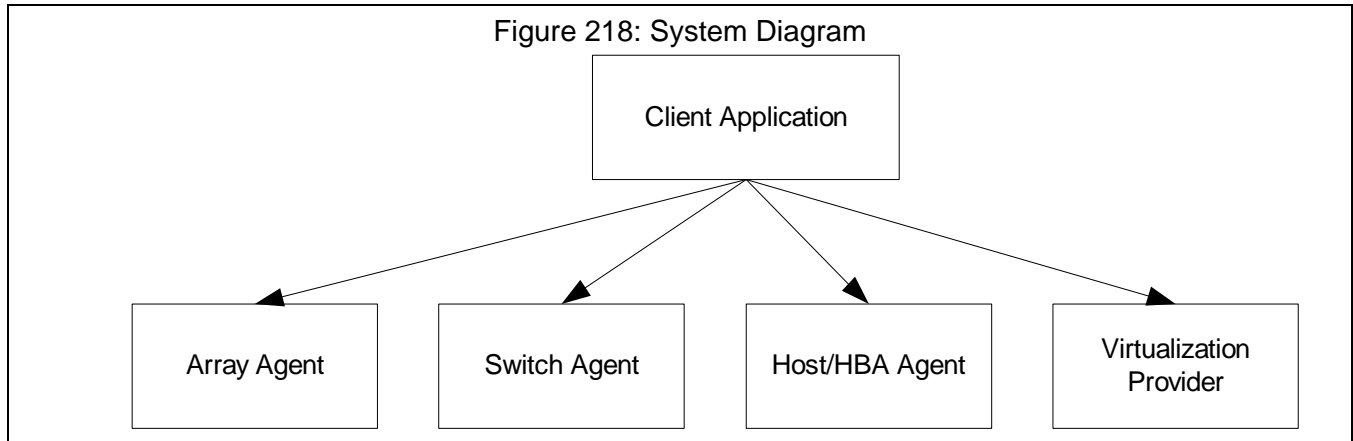 Figure 218: System Diagram
Client Application
Array Agent
Switch Agent
Host/HBA Agent
Virtualization
Provider